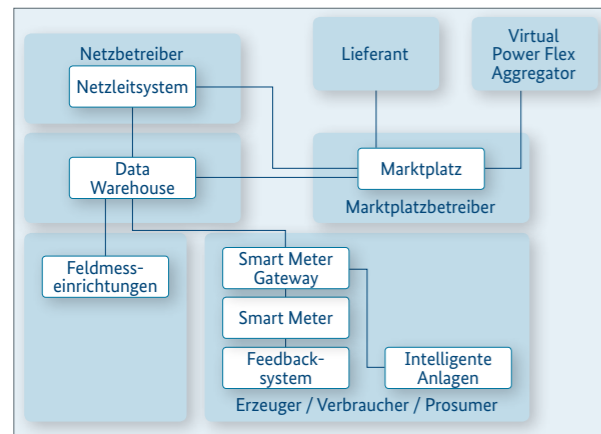 Netzbetreiber
Netzleitsystem
Lieferant
Virtual
Power Flex
Aggregator
Data
Warehouse
Marktplatz
Marktplatzbetreiber
Feldmess-
einrichtungen
Smart Meter
Gateway
Smart Meter
Feedback-
system
Intelligente
Anlagen
Erzeuger / Verbraucher / Prosumer